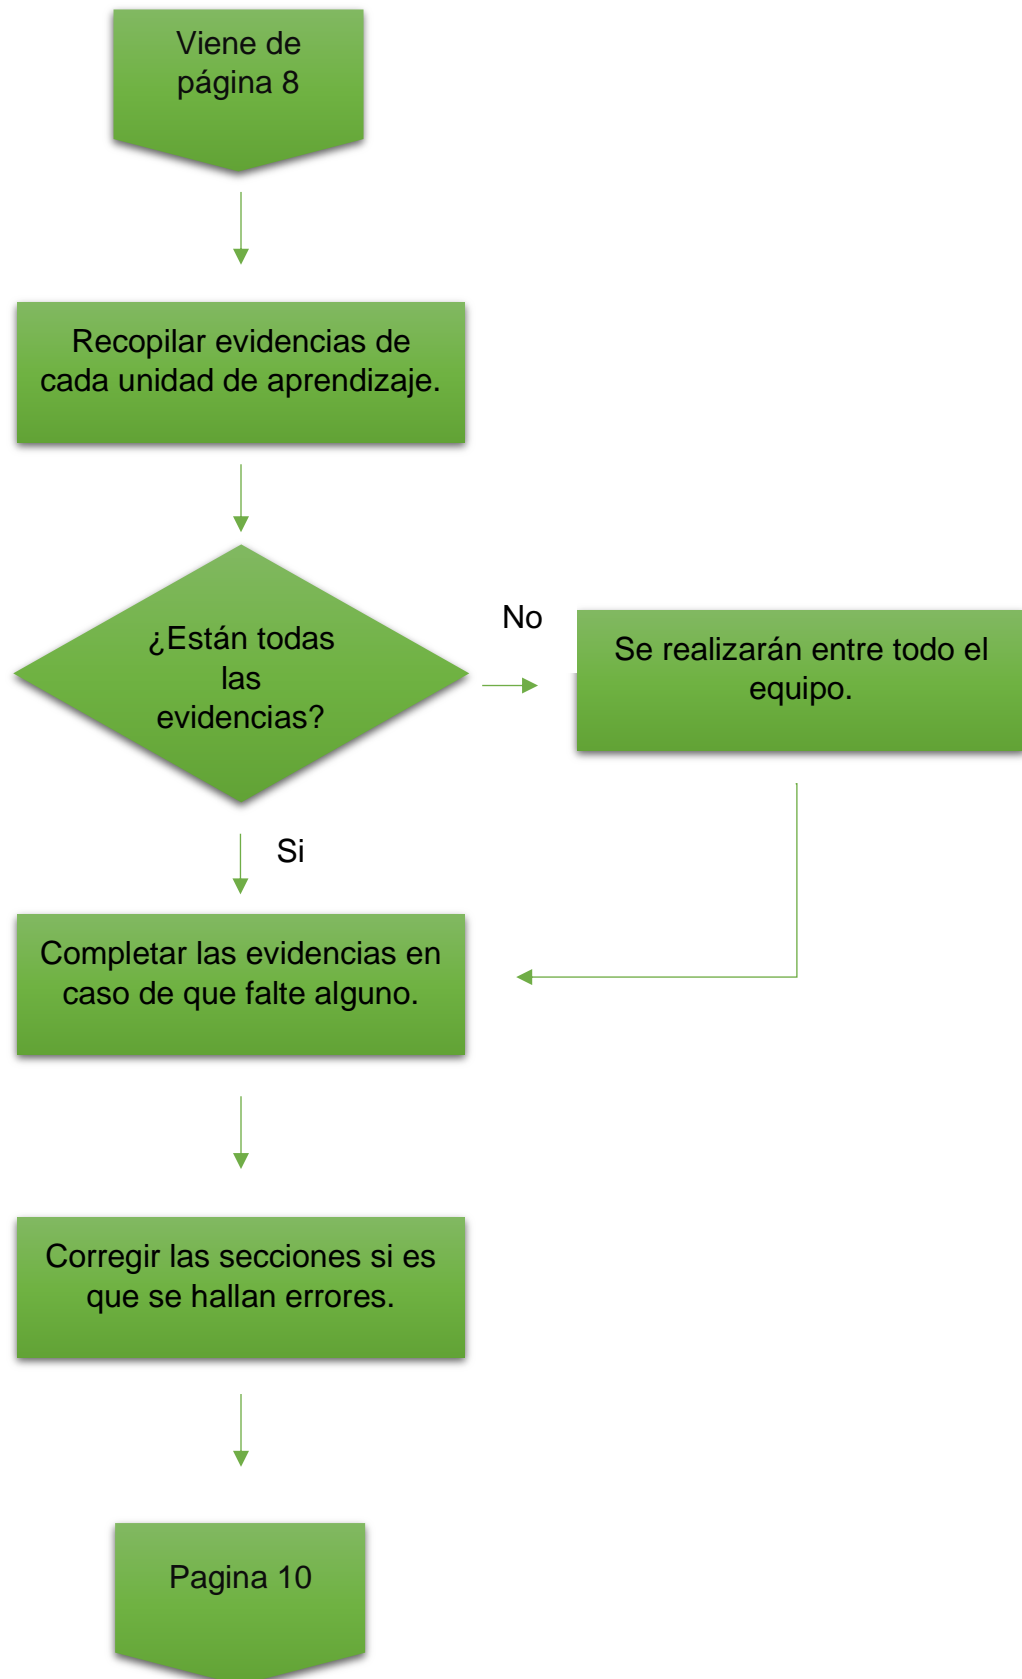 Viene de
página 8
Recopilar evidencias de
cada unidad de aprendizaje.
¿Están todas
las
evidencias?
No
Se realizarán entre todo el
equipo.
Si
Completar las evidencias en
caso de que falte alguno.
Corregir las secciones si es
que se hallan errores.
Pagina 10